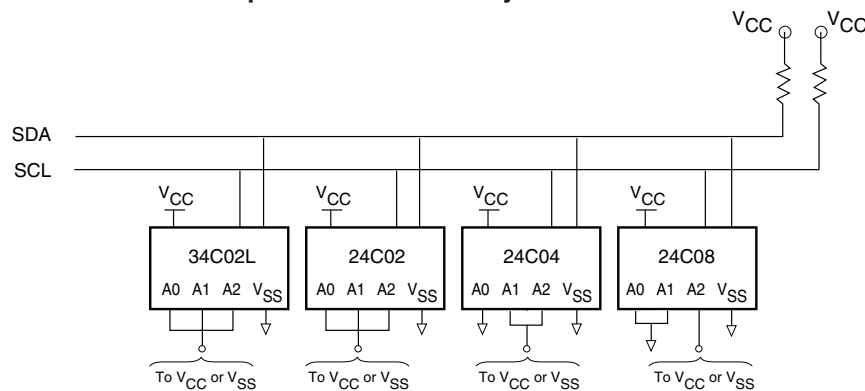 VCC VCC
SDA
SCL
VCC VCC VCC VCC
34C02L 24C02 24C04 24C08
A0 A1 A2 VSS A0 A1 A2 VSS A0 A1 A2 VSS A0 A1 A2 VSS
To VCC or VSS To VCC or VSS To VCC or VSS To VCC or VSS